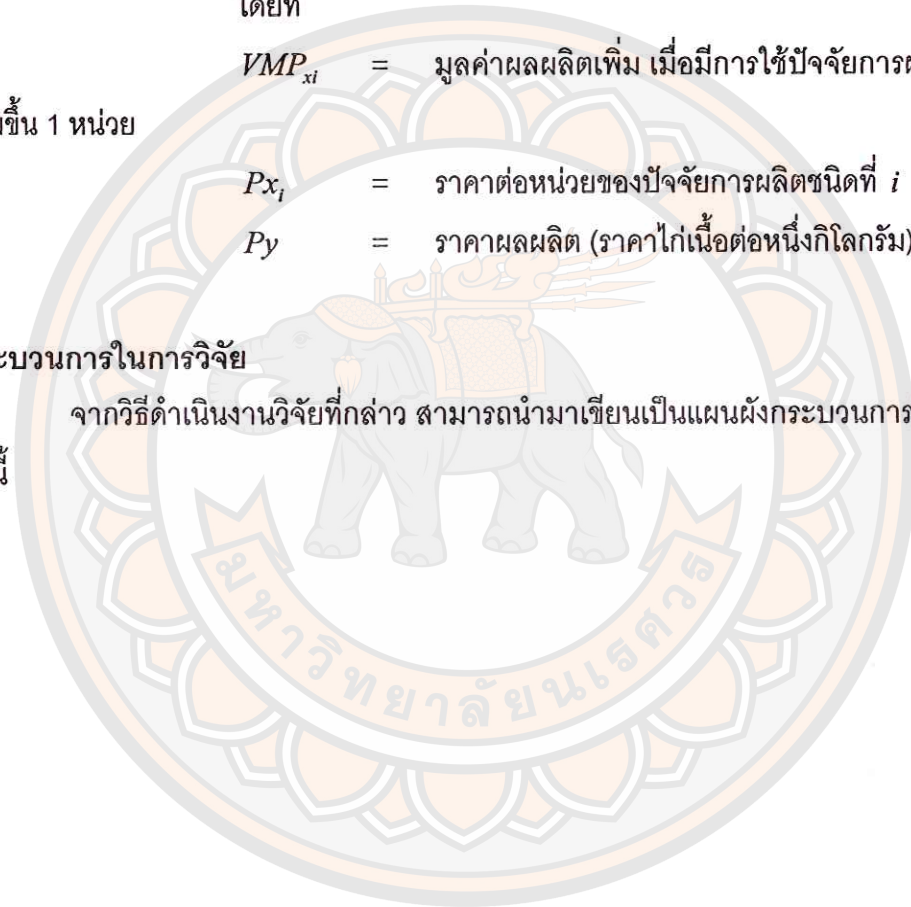 โดยที่
VMP_xi = มูลค่าผลผลิตเพิ่ม เมื่อมีการใช้ปัจจัยการ
ขึ้น 1 หน่วย
Px_i = ราคาต่อหน่วยของปัจจัยการผลิตชนิดที่ i
Py = ราคาผลผลิต (ราคาไก่เนื้อต่อหนึ่งกิโลกรัม)
ะบวนการในการวิจัย
จากวิธีดำเนินงานวิจัยที่กล่าว สามารถนำมาเขียนเป็นแผนผังกระบวนการ
นี้
มหาวิทยาลัยนเรศวร